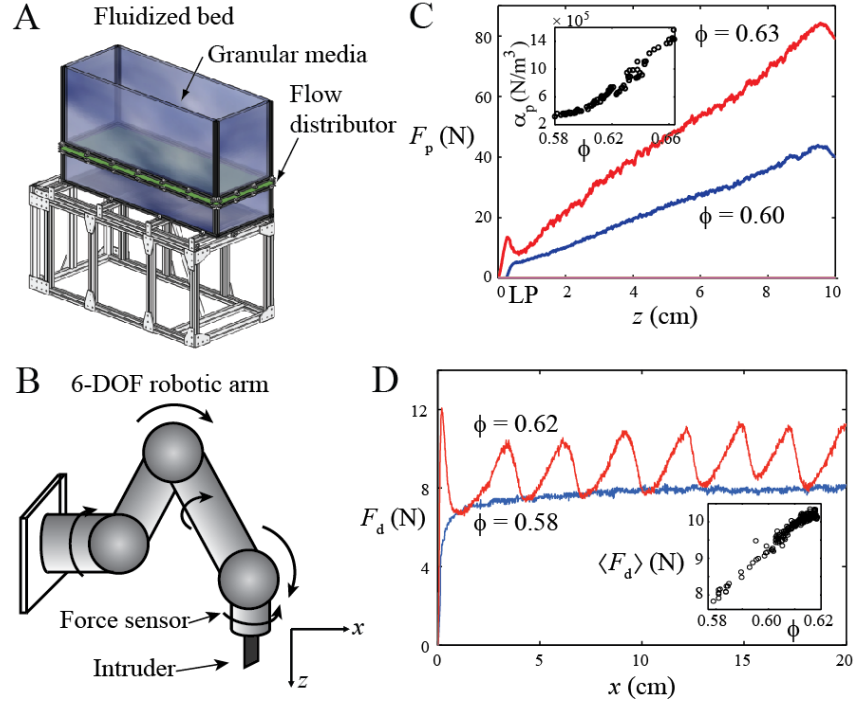 A
Fluidized bed
Granular media
Flow
distributor
B
6-DOF robotic arm
Force sensor
Intruder
x
z
C
Fp (N)
80
60
40
20
0
0 LP 2 4 6 8 10
z (cm)
ϕ = 0.63
ϕ = 0.60
× 10⁵
αp (N/m³)
14
10
6
2
0.58 0.62 0.66
ϕ
D
Fd (N)
12
8
4
0
0 5 10 15 20
x (cm)
ϕ = 0.62
ϕ = 0.58
⟨Fd⟩ (N)
10
9
8
0.58 0.60 0.62
ϕ